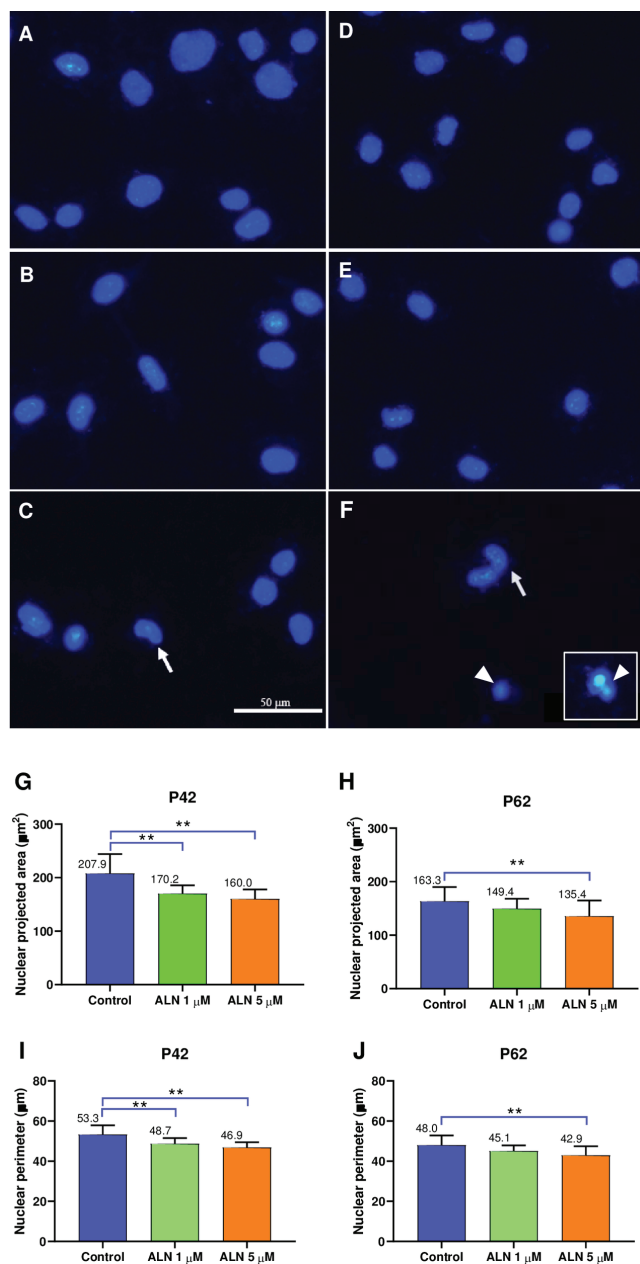 A
D
B
E
C
F
50 µm
G
P42
**
**
300
200
100
0
Nuclear projected area (µm²)
207.9
170.2
160.0
Control
ALN 1 µM
ALN 5 µM
H
P62
**
300
200
100
0
Nuclear projected area (µm²)
163.3
149.4
135.4
Control
ALN 1 µM
ALN 5 µM
I
P42
**
**
80
60
40
20
0
Nuclear perimeter (µm)
53.3
48.7
46.9
Control
ALN 1 µM
ALN 5 µM
J
P62
**
80
60
40
20
0
Nuclear perimeter (µm)
48.0
45.1
42.9
Control
ALN 1 µM
ALN 5 µM